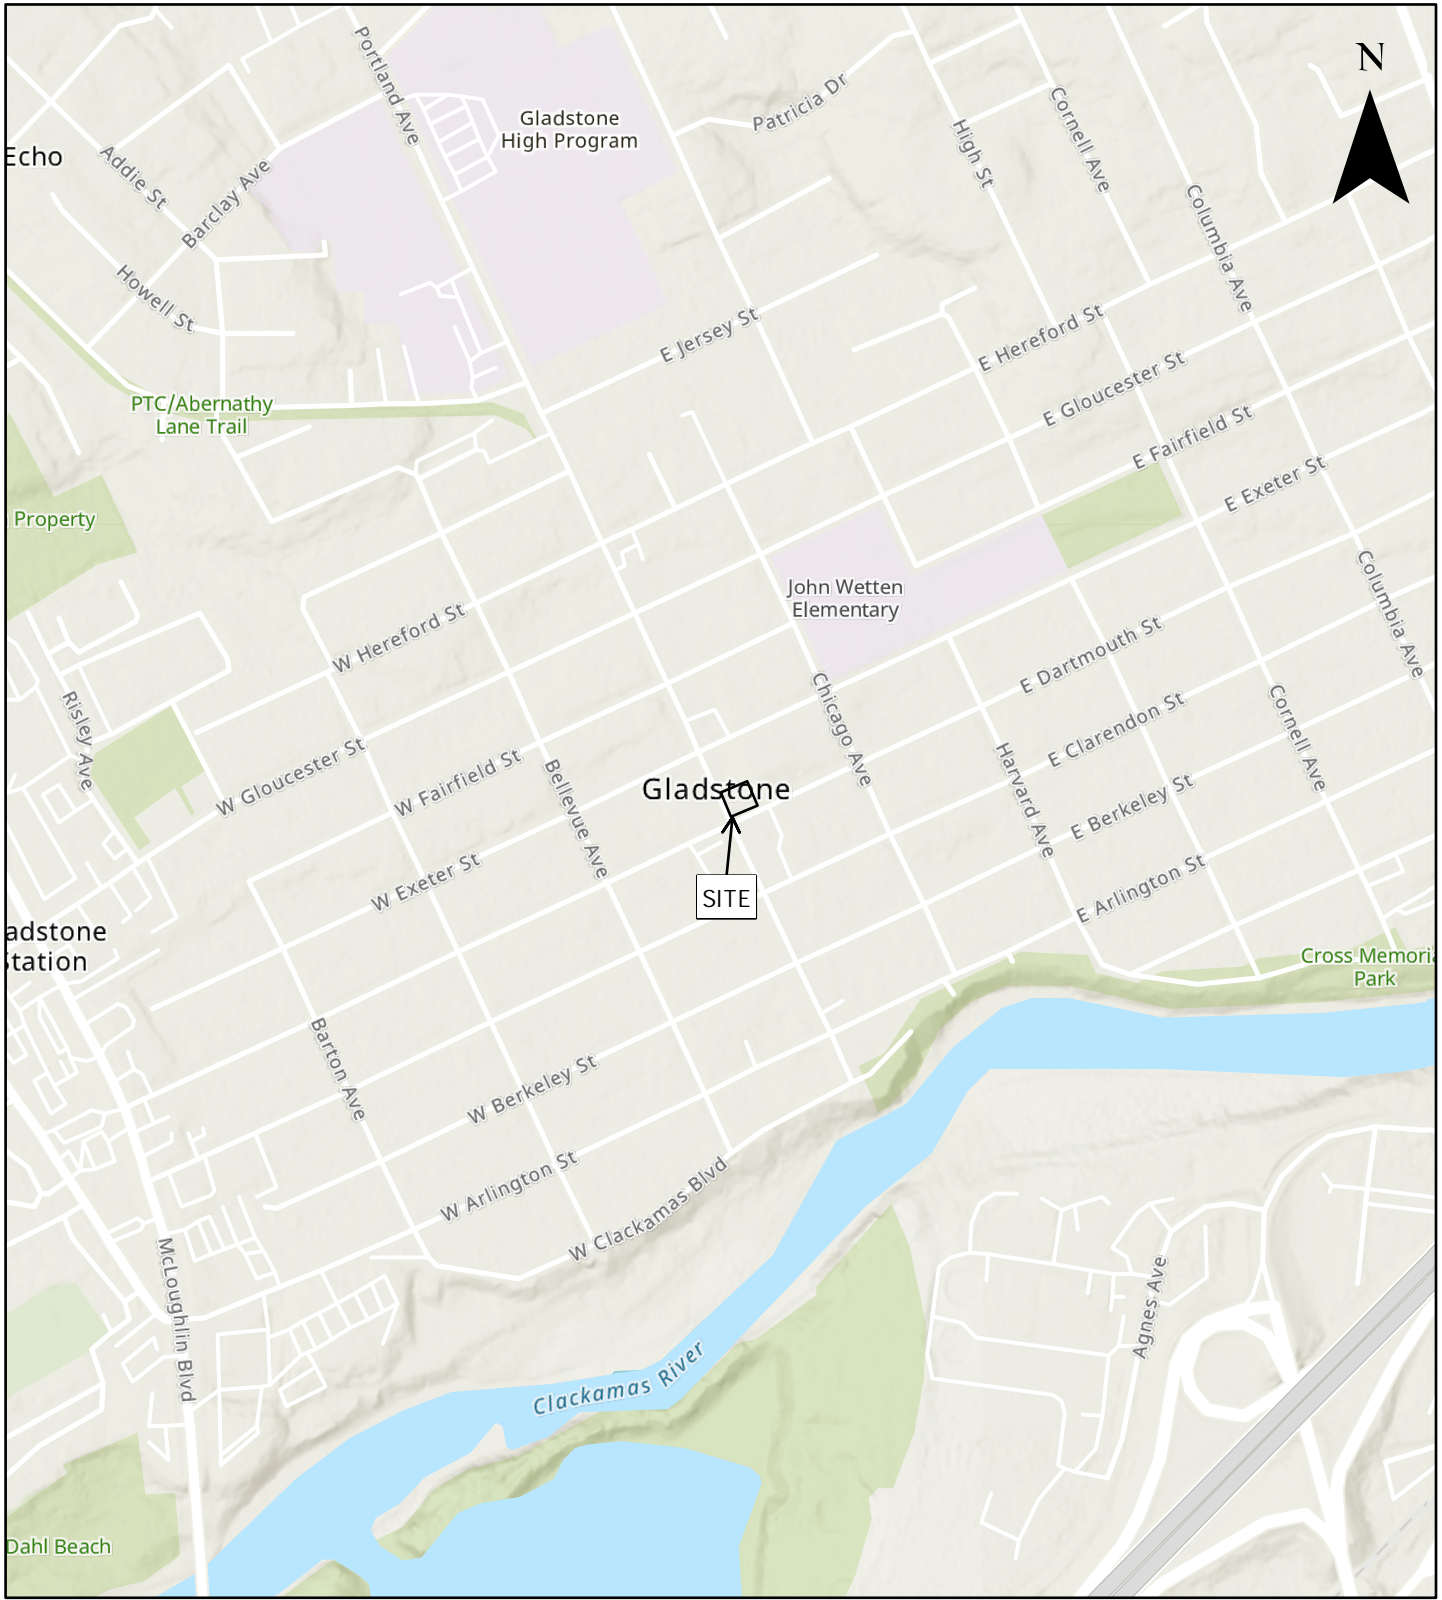 N
Portland Ave
Gladstone
High Program
Patricia Dr
High St
Cornell Ave
Columbia Ave
Echo
Addie St
Barclay Ave
Howell St
E Jersey St
E Hereford St
E Gloucester St
E Fairfield St
E Exeter St
PTC/Abernathy
Lane Trail
Property
John Wetten
Elementary
Columbia Ave
W Hereford St
E Dartmouth St
Risley Ave
Chicago Ave
E Clarendon St
Cornell Ave
W Gloucester St
W Fairfield St
Bellevue Ave
Gladstone
Harvard Ave
E Berkeley St
W Exeter St
SITE
E Arlington St
adstone
Station
Cross Memoria
Park
Barton Ave
W Berkeley St
W Arlington St
W Clackamas Blvd
McLoughlin Blvd
Agnes Ave
Clackamas River
Dahl Beach